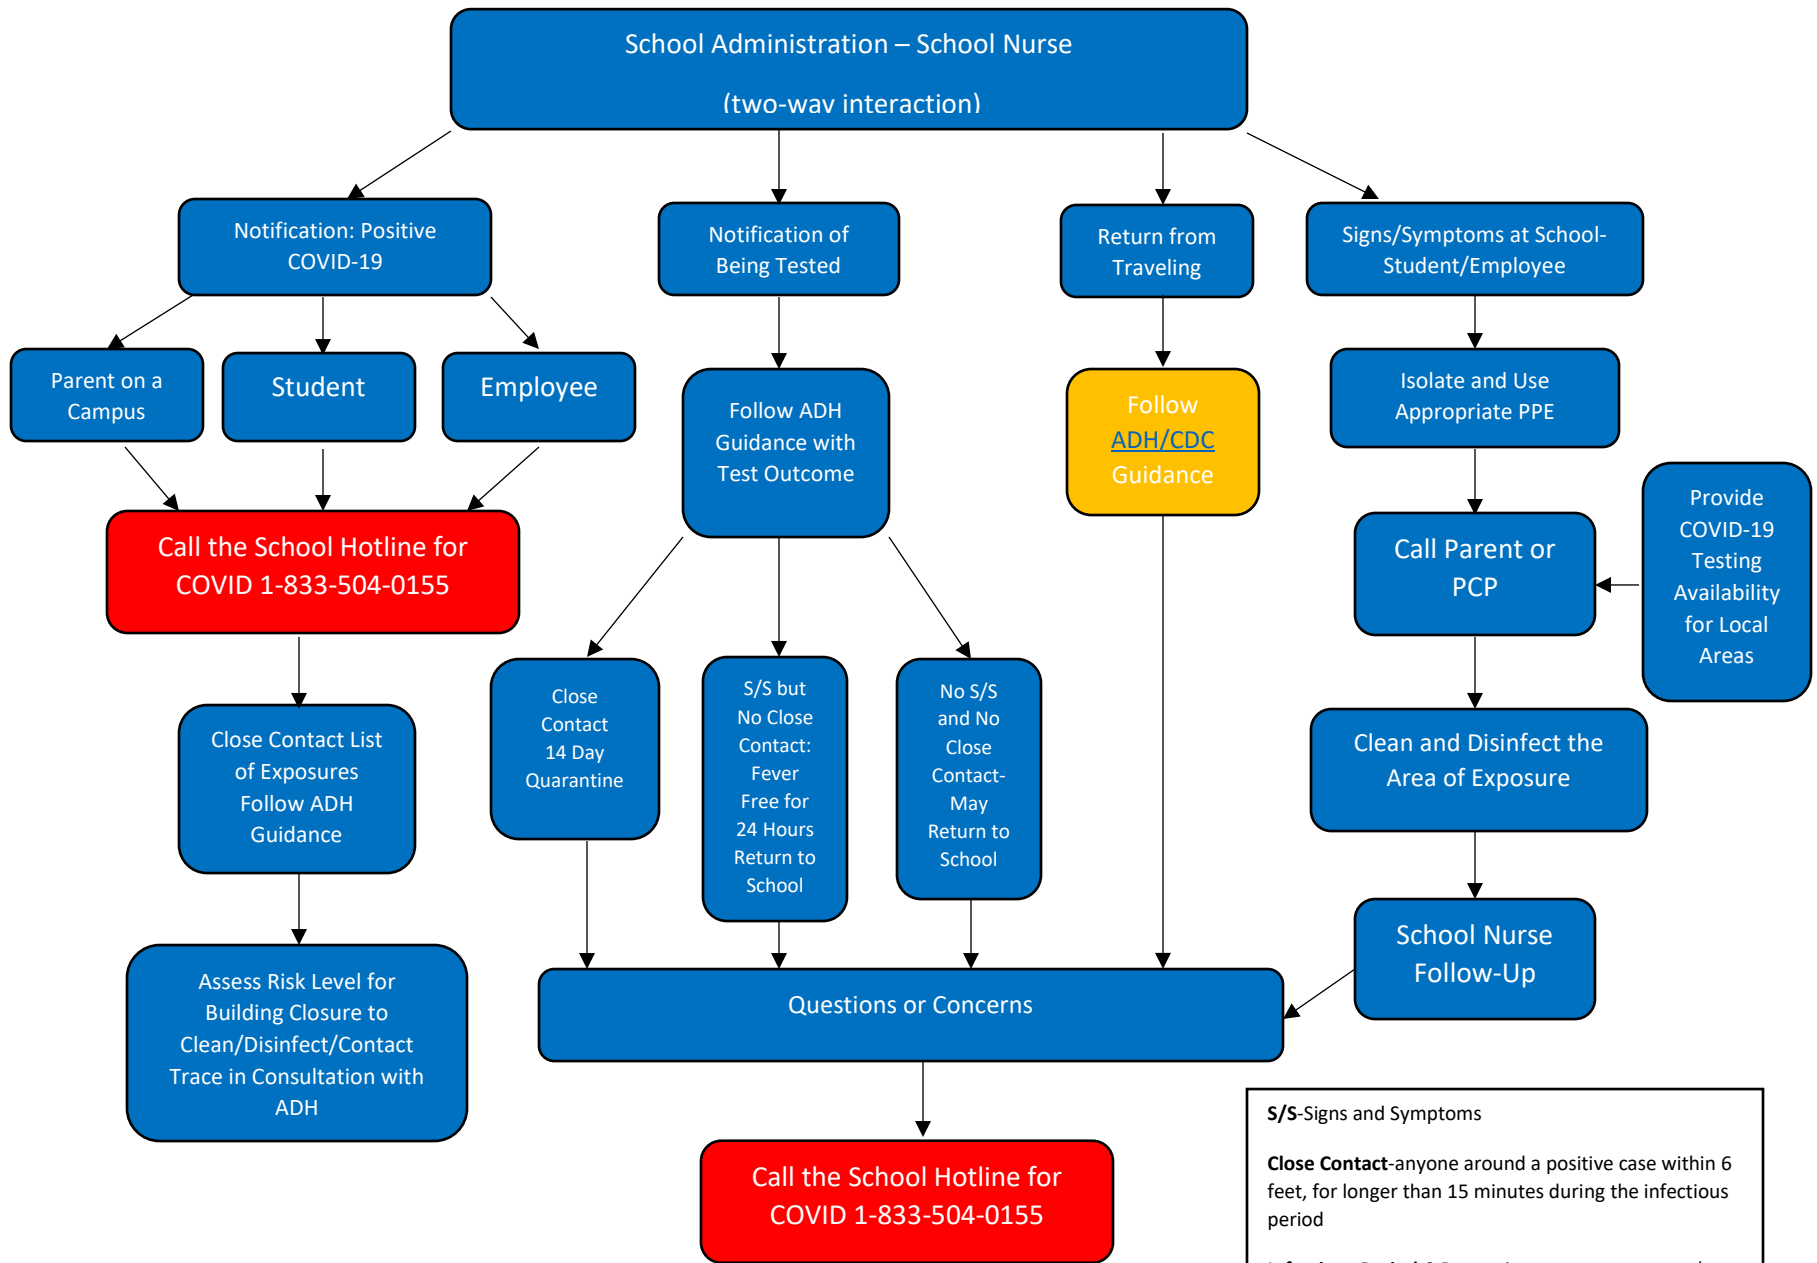 School Administration – School Nurse
(two-way interaction)
Notification: Positive
COVID-19
Notification of
Being Tested
Return from
Traveling
Signs/Symptoms at School-
Student/Employee
Parent on a
Campus
Student
Employee
Follow ADH
Guidance with
Test Outcome
Follow
ADH/CDC
Guidance
Isolate and Use
Appropriate PPE
Call the School Hotline for
COVID 1-833-504-0155
Call Parent or
PCP
Provide
COVID-19
Testing
Availability
for Local
Areas
Close Contact List
of Exposures
Follow ADH
Guidance
Close
Contact
14 Day
Quarantine
S/S but
No Close
Contact:
Fever
Free for
24 Hours
Return to
School
No S/S
and No
Close
Contact-
May
Return to
School
Clean and Disinfect the
Area of Exposure
School Nurse
Follow-Up
Assess Risk Level for
Building Closure to
Clean/Disinfect/Contact
Trace in Consultation with
ADH
Questions or Concerns
Call the School Hotline for
COVID 1-833-504-0155
S/S-Signs and Symptoms
Close Contact-anyone around a positive case within 6
feet, for longer than 15 minutes during the infectious
period